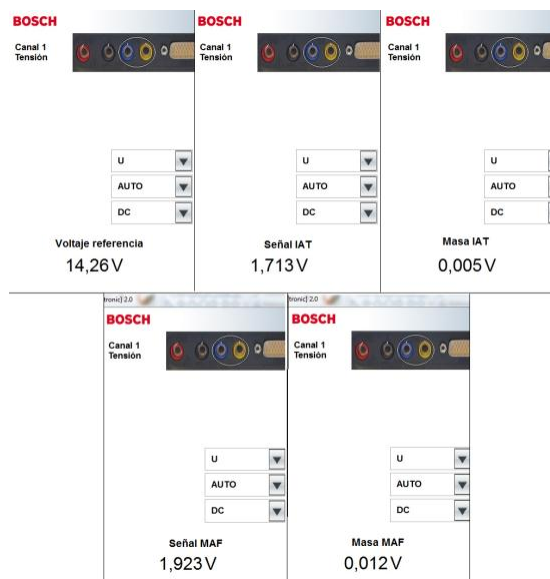 BOSCH
Canal 1
Tensión
U
AUTO
DC
Voltaje referencia
14,26 V
BOSCH
Canal 1
Tensión
U
AUTO
DC
Señal IAT
1,713 V
BOSCH
Canal 1
Tensión
U
AUTO
DC
Masa IAT
0,005 V
tronic] 2.0
BOSCH
Canal 1
Tensión
U
AUTO
DC
Señal MAF
1,923 V
tronic] 2.0
BOSCH
Canal 1
Tensión
U
AUTO
DC
Masa MAF
0,012 V